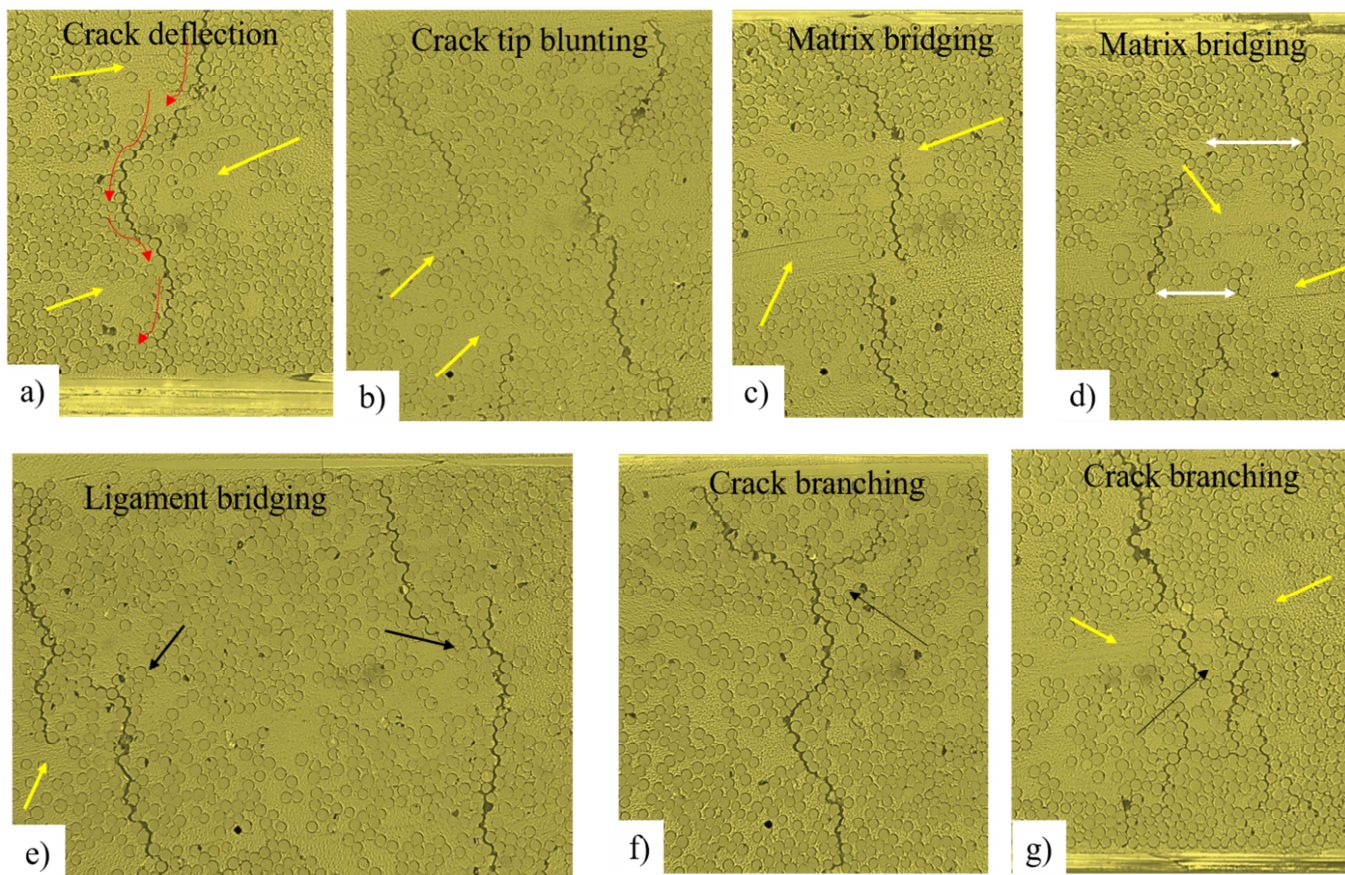 Crack deflection
a)
Crack tip blunting
b)
Matrix bridging
c)
Matrix bridging
d)
Ligament bridging
e)
Crack branching
f)
Crack branching
g)